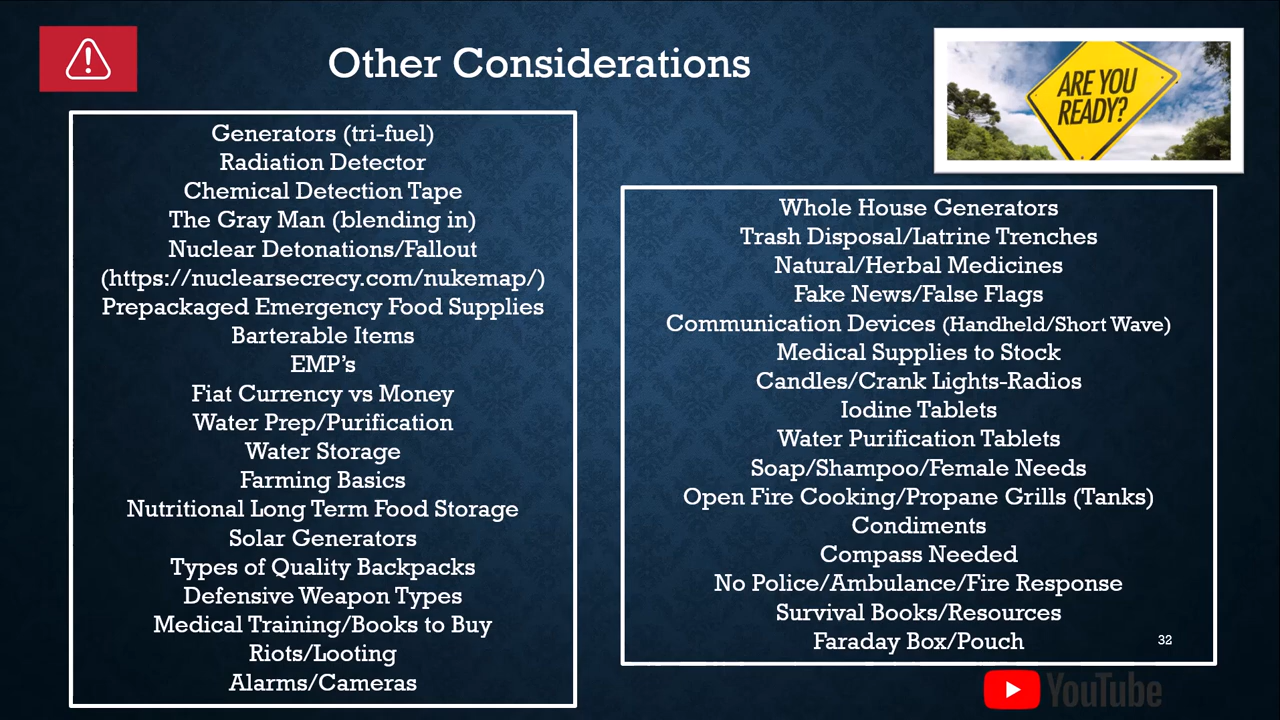 Other Considerations
ARE YOU
READY?
Generators (tri-fuel)
Radiation Detector
Chemical Detection Tape
The Gray Man (blending in)
Nuclear Detonations/Fallout
(https://nuclearsecrecy.com/nukemap/)
Prepackaged Emergency Food Supplies
Barterable Items
EMP's
Fiat Currency vs Money
Water Prep/Purification
Water Storage
Farming Basics
Nutritional Long Term Food Storage
Solar Generators
Types of Quality Backpacks
Defensive Weapon Types
Medical Training/Books to Buy
Riots/Looting
Alarms/Cameras
Whole House Generators
Trash Disposal/Latrine Trenches
Natural/Herbal Medicines
Fake News/False Flags
Communication Devices (Handheld/Short Wave)
Medical Supplies to Stock
Candles/Crank Lights-Radios
Iodine Tablets
Water Purification Tablets
Soap/Shampoo/Female Needs
Open Fire Cooking/Propane Grills (Tanks)
Condiments
Compass Needed
No Police/Ambulance/Fire Response
Survival Books/Resources
Faraday Box/Pouch
32
YouTube